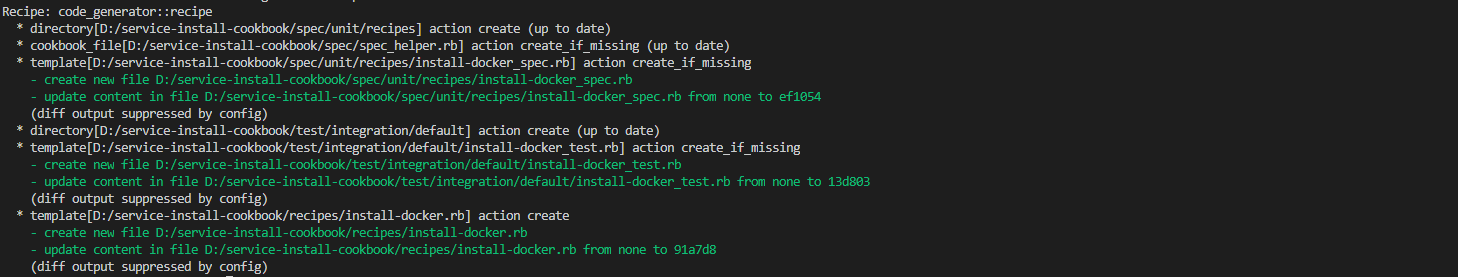 Recipe: code_generator::recipe
* directory[D:/service-install-cookbook/spec/unit/recipes] action create (up to date)
* cookbook_file[D:/service-install-cookbook/spec/spec_helper.rb] action create_if_missing (up to date)
* template[D:/service-install-cookbook/spec/unit/recipes/install-docker_spec.rb] action create_if_missing
- create new file D:/service-install-cookbook/spec/unit/recipes/install-docker_spec.rb
- update content in file D:/service-install-cookbook/spec/unit/recipes/install-docker_spec.rb from none to ef1054
(diff output suppressed by config)
* directory[D:/service-install-cookbook/test/integration/default] action create (up to date)
* template[D:/service-install-cookbook/test/integration/default/install-docker_test.rb] action create_if_missing
- create new file D:/service-install-cookbook/test/integration/default/install-docker_test.rb
- update content in file D:/service-install-cookbook/test/integration/default/install-docker_test.rb from none to 13d803
(diff output suppressed by config)
* template[D:/service-install-cookbook/recipes/install-docker.rb] action create
- create new file D:/service-install-cookbook/recipes/install-docker.rb
- update content in file D:/service-install-cookbook/recipes/install-docker.rb from none to 91a7d8
(diff output suppressed by config)